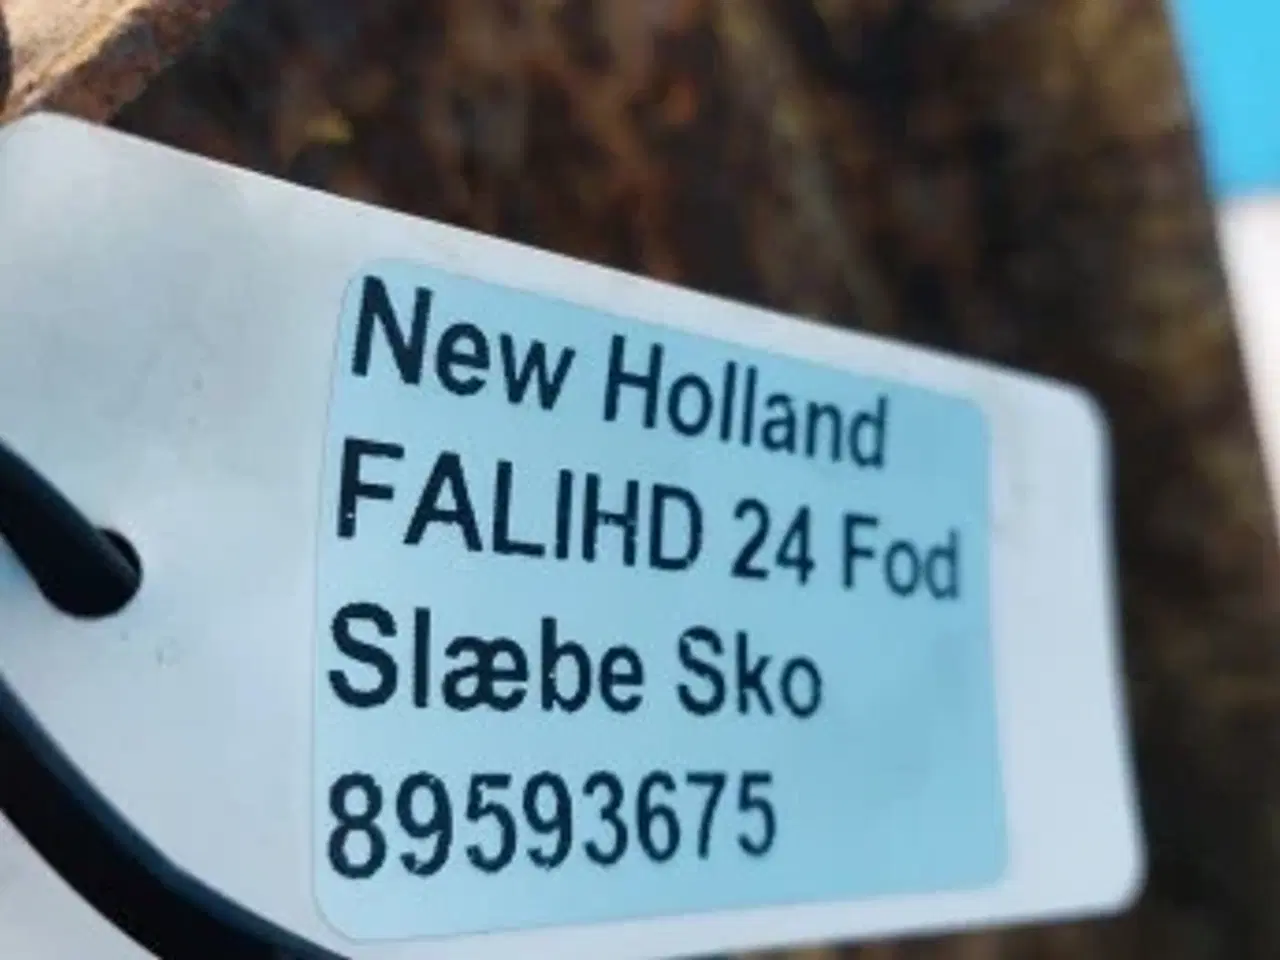 New Holland
FALIHD 24 Fod
Slæbe Sko
89593675